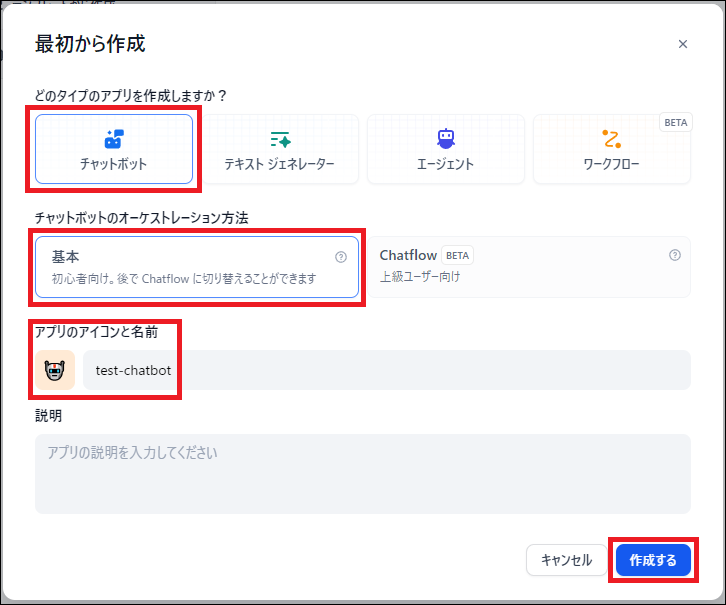 最初から作成
どのタイプのアプリを作成しますか？
BETA
チャットボット
テキスト ジェネレーター
エージェント
ワークフロー
チャットボットのオーケストレーション方法
基本
初心者向け。後で Chatflow に切り替えることができます
Chatflow BETA
上級ユーザー向け
アプリのアイコンと名前
test-chatbot
説明
アプリの説明を入力してください
キャンセル
作成する